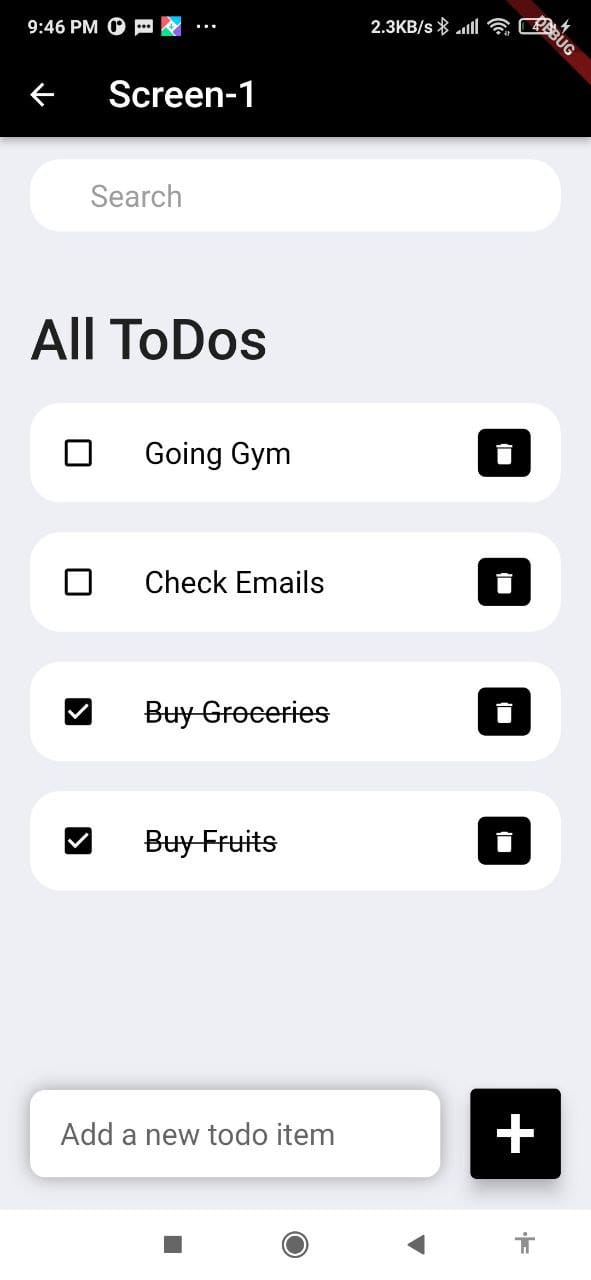 9:46 PM 2.3KB/s
DEBUG
Screen-1
Search
All ToDos
Going Gym
Check Emails
Buy Groceries
Buy Fruits
Add a new todo item